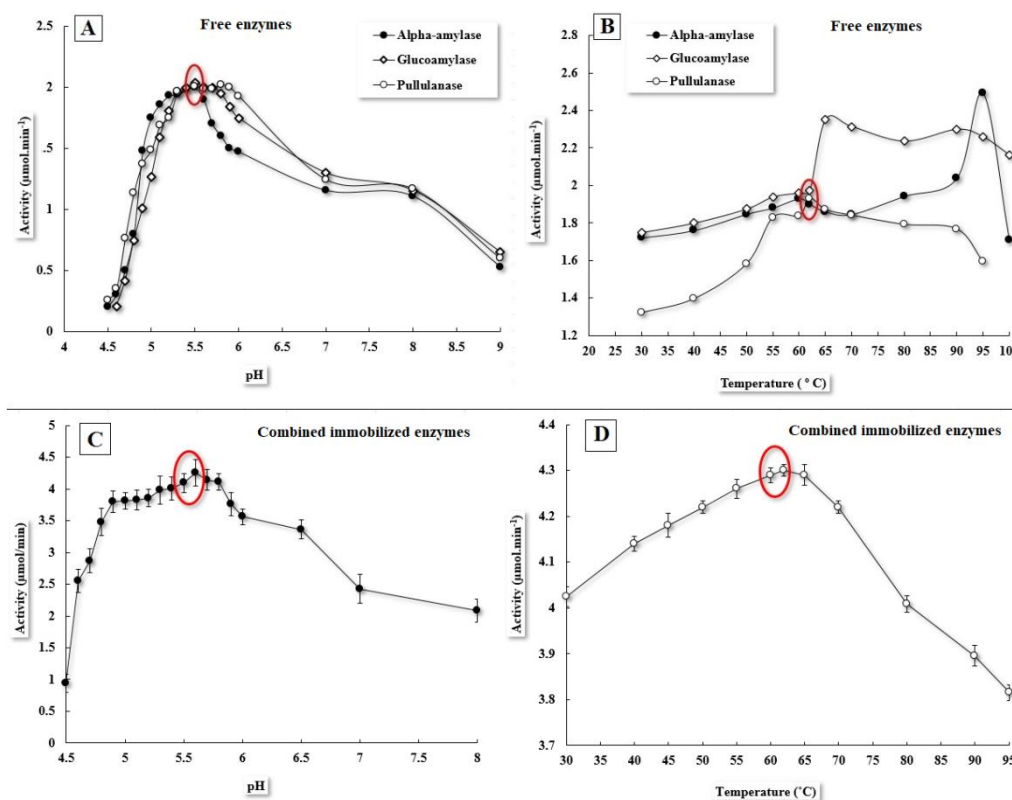 A
Free enzymes
Alpha-amylase
Glucoamylase
Pullulanase
Activity (µmol.min⁻¹)
2.5
2
.5
1
0.5
0
4 4.5 5 5.5 6 6.5 7 7.5 8 8.5 9
pH
B
Free enzymes
Alpha-amylase
Glucoamylase
Pullulanase
Activity (µmol.min⁻¹)
2.8
2.6
2.4
2.2
2
1.8
1.6
1.4
1.2
20 25 30 35 40 45 50 55 60 65 70 75 80 85 90 95 100
Temperature ( ° C)
C
Combined immobilized enzymes
Activity (µmol/min)
5
4.5
4
3.5
3
2.5
2
1.5
1
0.5
0
4.5 5 5.5 6 6.5 7 7.5 8
pH
D
Combined immobilized enzymes
Activity (µmol.min⁻¹)
4.4
4.3
4.2
4.1
4
3.9
3.8
3.7
30 35 40 45 50 55 60 65 70 75 80 85 90 95
Temperature (˚C)